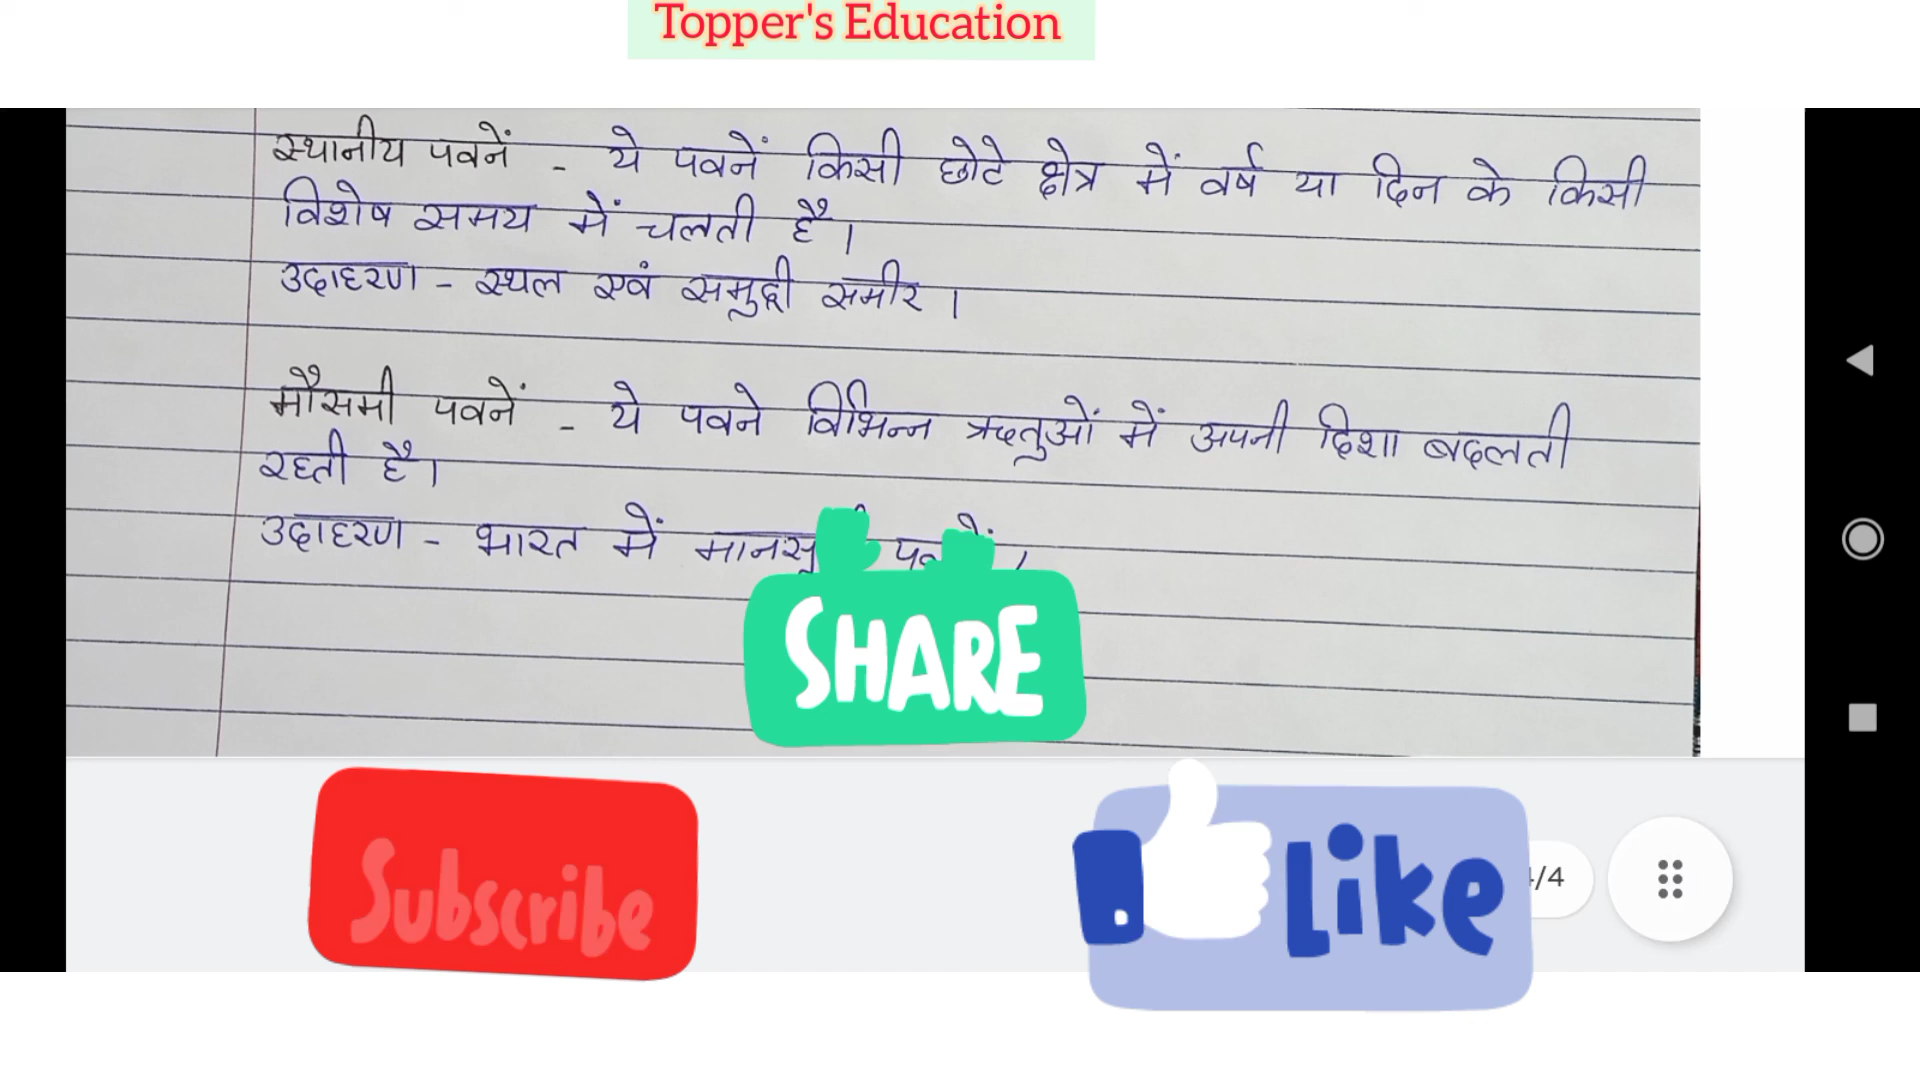 Topper's Education
स्थानीय पवनें - ये पवनें किसी छोटे क्षेत्र में वर्ष या दिन के किसी
विशेष समय में चलती है।
उदाहरण - स्थल एवं समुद्री समीर।
मौसमी पवनें - ये पवने विभिन्न ऋतुओं में अपनी दिशा बदलती
रहती है।
उदाहरण - भारत में
SHARE
Subscribe
Like
/4